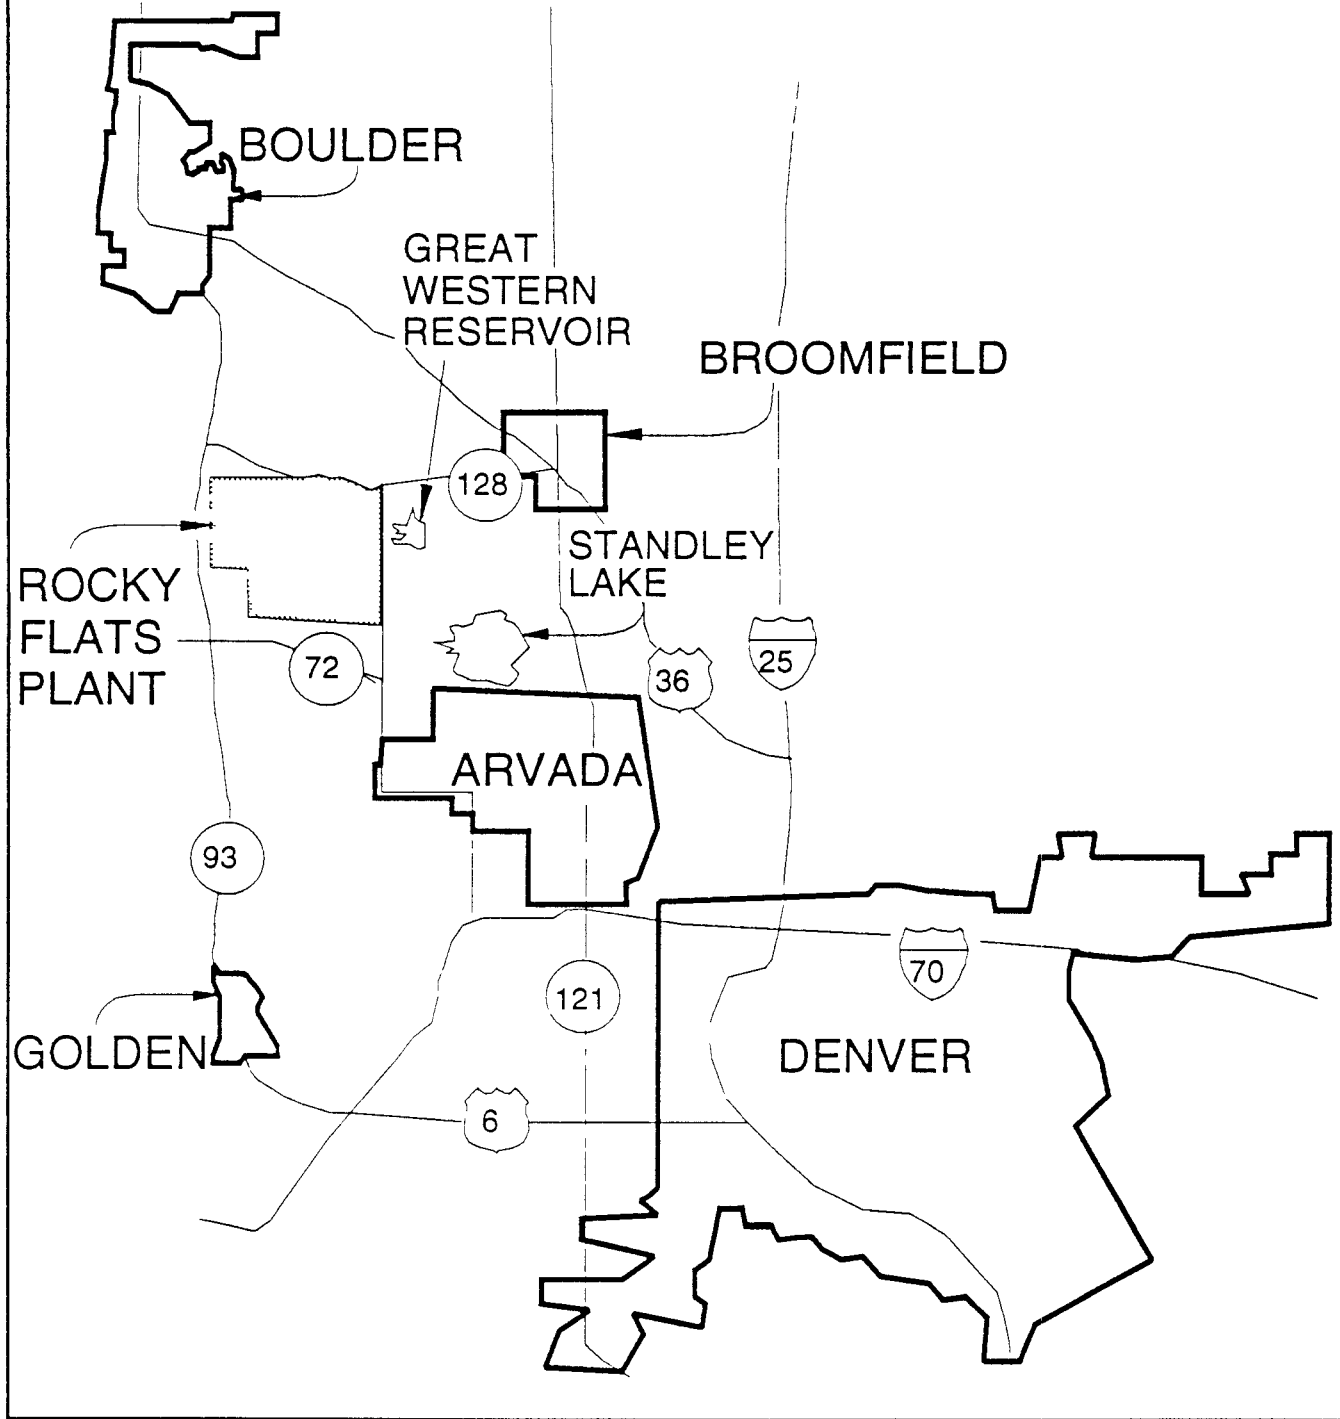 BOULDER
GREAT
WESTERN
RESERVOIR
BROOMFIELD
128
STANDLEY
LAKE
ROCKY
FLATS
PLANT
72
36
25
ARVADA
93
70
121
GOLDEN
DENVER
6